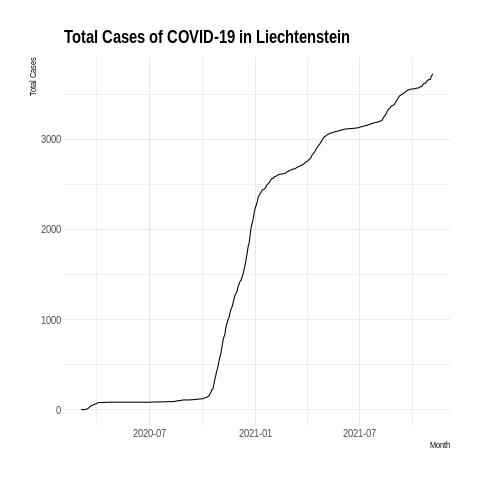 Total Cases of COVID-19 in Liechtenstein
Total Cases
3000
2000
1000
0
2020-07
2021-01
2021-07
Month